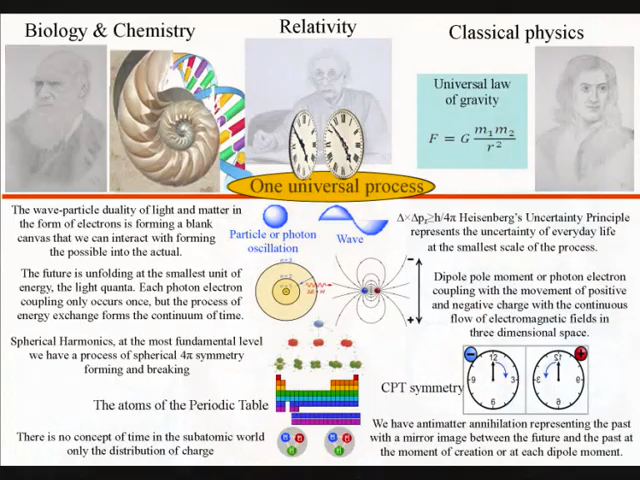 Biology & Chemistry
Relativity
Classical physics
Universal law
of gravity
F = G m₁m₂
r²
One universal process
The wave-particle duality of light and matter in
the form of electrons is forming a blank
canvas that we can interact with forming
the possible into the actual.
Particle or photon
oscillation
Wave
Δ×Δpₓ≥h/4π Heisenberg's Uncertainty Principle
represents the uncertainty of everyday life
at the smallest scale of the process.
The future is unfolding at the smallest unit of
energy, the light quanta. Each photon electron
coupling only occurs once, but the process of
energy exchange forms the continuum of time.
Dipole pole moment or photon electron
coupling with the movement of positive
and negative charge with the continuous
flow of electromagnetic fields in
three dimensional space.
−
+
Spherical Harmonics, at the most fundamental level
we have a process of spherical 4π symmetry
forming and breaking
CPT symmetry
−
+
12
3
6
9
12
3
6
9
The atoms of the Periodic Table
There is no concept of time in the subatomic world
only the distribution of charge
We have antimatter annihilation representing the past
with a mirror image between the future and the past at
the moment of creation or at each dipole moment.